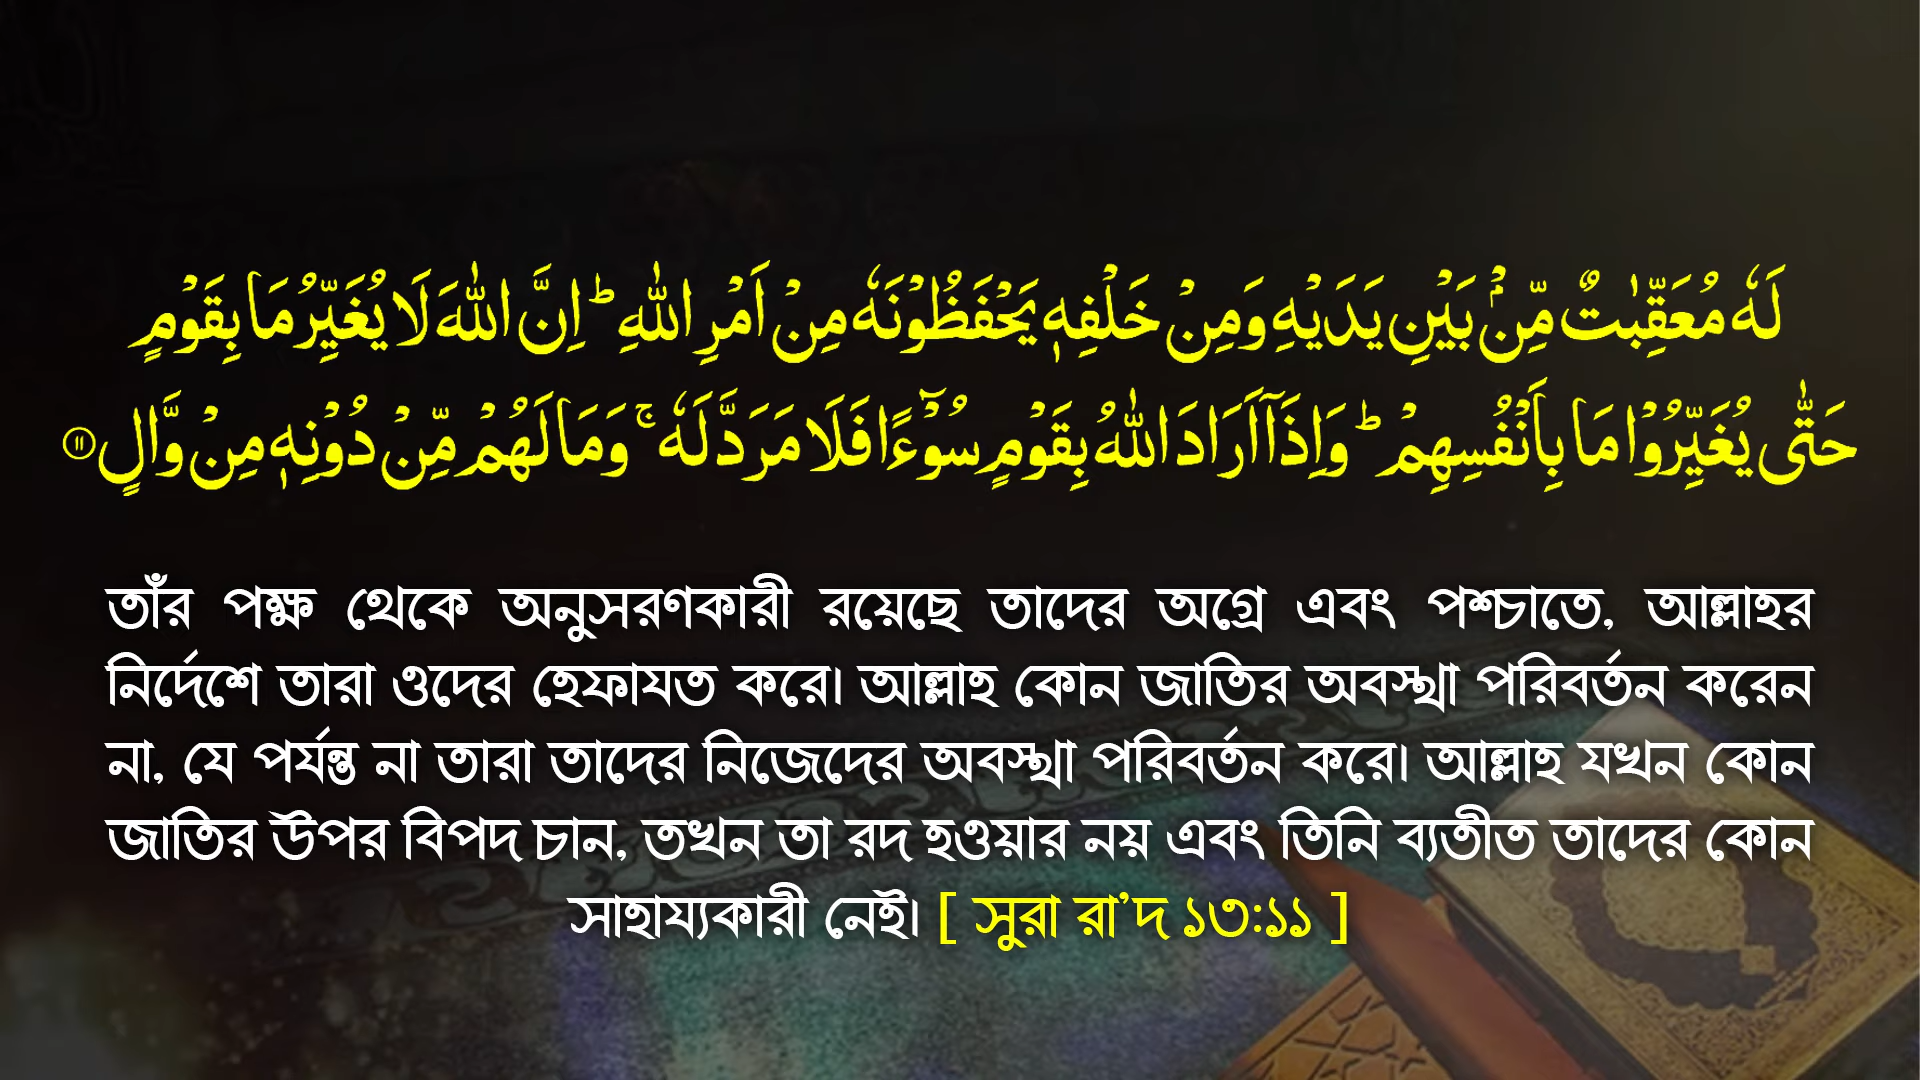 لَهٗ مُعَقِّبٰتٌ مِّنْۢ بَيْنِ يَدَيْهِ وَمِنْ خَلْفِهٖ يَحْفَظُوْنَهٗ مِنْ اَمْرِ اللّٰهِ ؕ اِنَّ اللّٰهَ لَا يُغَيِّرُ مَا بِقَوْمٍ
حَتّٰى يُغَيِّرُوْا مَا بِاَنْفُسِهِمْ ؕ وَاِذَاۤ اَرَادَ اللّٰهُ بِقَوْمٍ سُوْٓءًا فَلَا مَرَدَّ لَهٗ ۚ وَمَا لَهُمْ مِّنْ دُوْنِهٖ مِنْ وَّالٍ ۝۱۱
তাঁর পক্ষ থেকে অনুসরণকারী রয়েছে তাদের অগ্রে এবং পশ্চাতে, আল্লাহর
নির্দেশে তারা ওদের হেফাযত করে। আল্লাহ কোন জাতির অবস্থা পরিবর্তন করেন
না, যে পর্যন্ত না তারা তাদের নিজেদের অবস্থা পরিবর্তন করে। আল্লাহ যখন কোন
জাতির উপর বিপদ চান, তখন তা রদ হওয়ার নয় এবং তিনি ব্যতীত তাদের কোন
সাহায্যকারী নেই। [ সুরা রা’দ ১৩:১১ ]